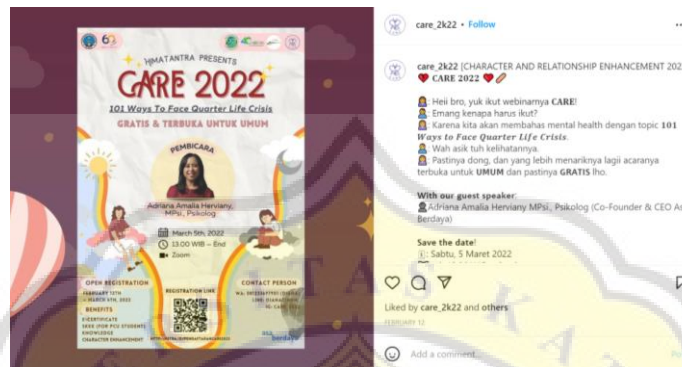 HIMATANTRA PRESENTS
CARE 2022
101 Ways To Face Quarter Life Crisis
GRATIS & TERBUKA UNTUK UMUM
PEMBICARA
Adriana Amalia Herviany,
MPsi., Psikolog
March 5th, 2022
13.00 WIB – End
Zoom
OPEN REGISTRATION
FEBRUARY 12TH
- MARCH 4TH, 2022
BENEFITS
E-CERTIFICATE
KNOWLEDGE
CHARACTER ENHANCEMENT
REGISTRATION LINK
CONTACT PERSON
berdaya
care_2k22 • Follow
care_2k22 [CHARACTER AND RELATIONSHIP ENHANCEMENT 202
CARE 2022
: Heii bro, yuk ikut webinarnya CARE!
: Emang kenapa harus ikut?
: Karena kita akan membahas mental health dengan topic 101
Ways to Face Quarter Life Crisis.
: Wah asik tuh kelihatannya.
: Pastinya dong, dan yang lebih menariknya lagii acaranya
terbuka untuk UMUM dan pastinya GRATIS lho.
With our guest speaker:
Adriana Amalia Herviany MPsi., Psikolog (Co-Founder & CEO As
Berdaya)
Save the date!
: Sabtu, 5 Maret 2022
Liked by care_2k22 and others
FEBRUARY 12
Add a comment...